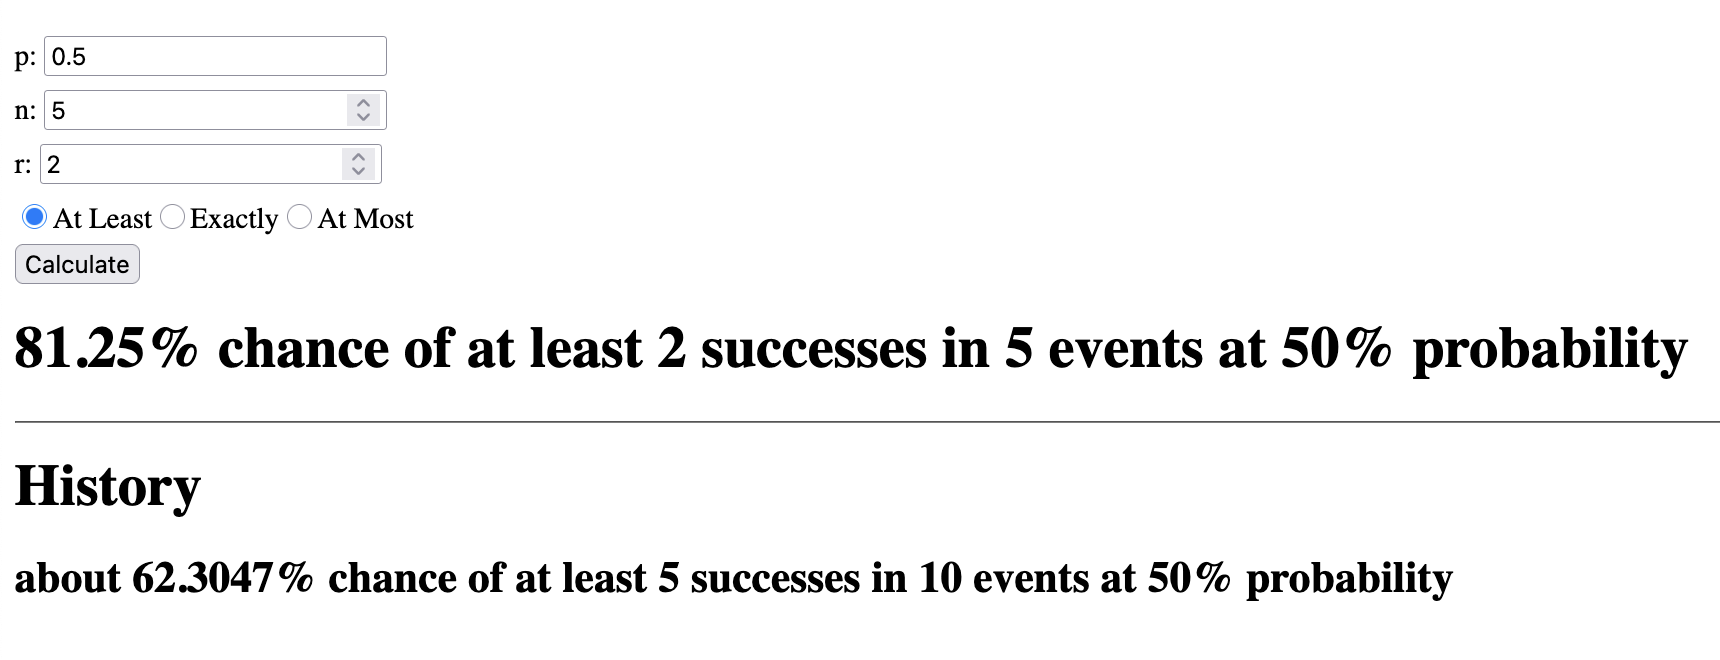 p: 0.5
n: 5
r: 2
At Least Exactly At Most
Calculate
81.25% chance of at least 2 successes in 5 events at 50% probability
History
about 62.3047% chance of at least 5 successes in 10 events at 50% probability